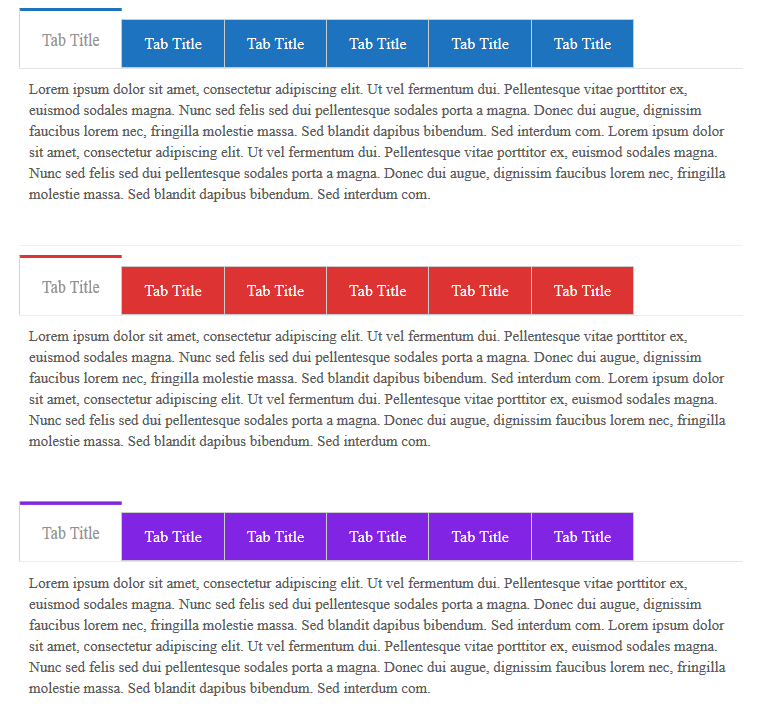 Tab Title Tab Title Tab Title Tab Title Tab Title Tab Title
Lorem ipsum dolor sit amet, consectetur adipiscing elit. Ut vel fermentum dui. Pellentesque vitae porttitor ex,
euismod sodales magna. Nunc sed felis sed dui pellentesque sodales porta a magna. Donec dui augue, dignissim
faucibus lorem nec, fringilla molestie massa. Sed blandit dapibus bibendum. Sed interdum com. Lorem ipsum dolor
sit amet, consectetur adipiscing elit. Ut vel fermentum dui. Pellentesque vitae porttitor ex, euismod sodales magna.
Nunc sed felis sed dui pellentesque sodales porta a magna. Donec dui augue, dignissim faucibus lorem nec, fringilla
molestie massa. Sed blandit dapibus bibendum. Sed interdum com.
Tab Title Tab Title Tab Title Tab Title Tab Title Tab Title
Lorem ipsum dolor sit amet, consectetur adipiscing elit. Ut vel fermentum dui. Pellentesque vitae porttitor ex,
euismod sodales magna. Nunc sed felis sed dui pellentesque sodales porta a magna. Donec dui augue, dignissim
faucibus lorem nec, fringilla molestie massa. Sed blandit dapibus bibendum. Sed interdum com. Lorem ipsum dolor
sit amet, consectetur adipiscing elit. Ut vel fermentum dui. Pellentesque vitae porttitor ex, euismod sodales magna.
Nunc sed felis sed dui pellentesque sodales porta a magna. Donec dui augue, dignissim faucibus lorem nec, fringilla
molestie massa. Sed blandit dapibus bibendum. Sed interdum com.
Tab Title Tab Title Tab Title Tab Title Tab Title Tab Title
Lorem ipsum dolor sit amet, consectetur adipiscing elit. Ut vel fermentum dui. Pellentesque vitae porttitor ex,
euismod sodales magna. Nunc sed felis sed dui pellentesque sodales porta a magna. Donec dui augue, dignissim
faucibus lorem nec, fringilla molestie massa. Sed blandit dapibus bibendum. Sed interdum com. Lorem ipsum dolor
sit amet, consectetur adipiscing elit. Ut vel fermentum dui. Pellentesque vitae porttitor ex, euismod sodales magna.
Nunc sed felis sed dui pellentesque sodales porta a magna. Donec dui augue, dignissim faucibus lorem nec, fringilla
molestie massa. Sed blandit dapibus bibendum. Sed interdum com.